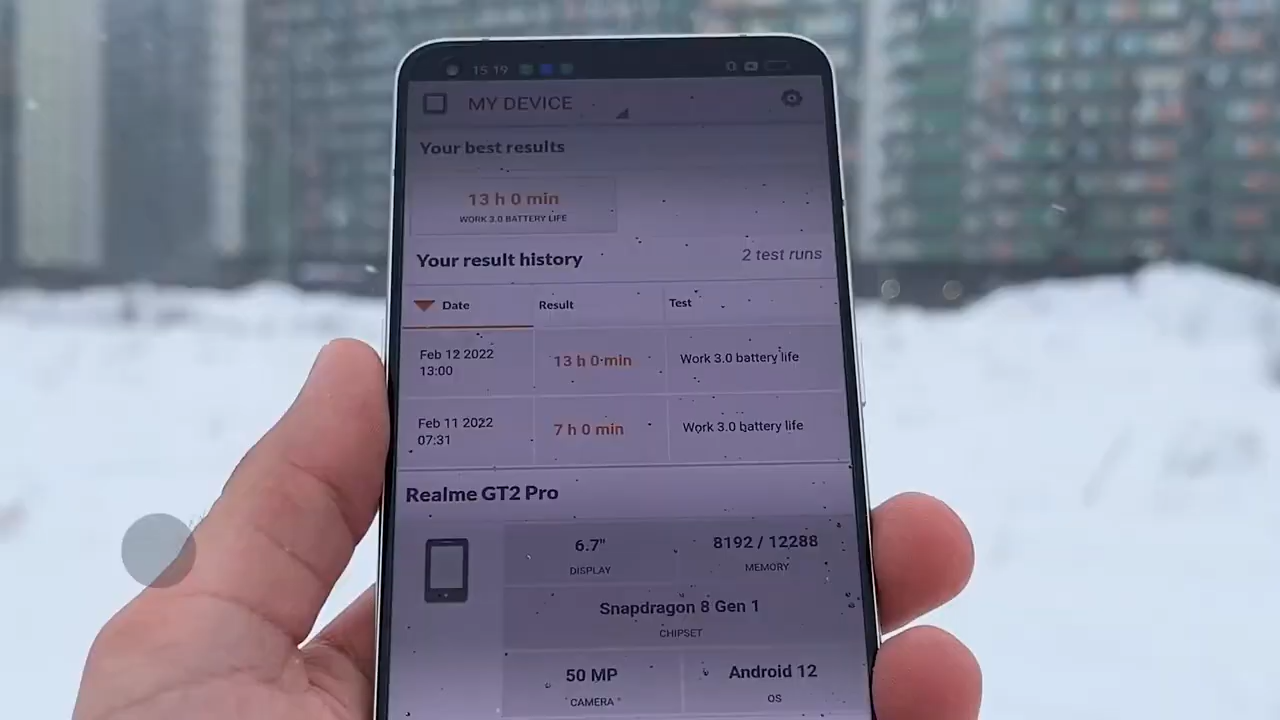 15 19
MY DEVICE
Your best results
13 h 0 min
WORK 3.0 BATTERY LIFE
Your result history
2 test runs
Date Result Test
Feb 12 2022
13:00
13 h 0 min
Work 3.0 battery life
Feb 11 2022
07:31
7 h 0 min
Work 3.0 battery life
Realme GT2 Pro
6.7"
DISPLAY
8192 / 12288
MEMORY
Snapdragon 8 Gen 1
CHIPSET
50 MP
CAMERA
Android 12
OS